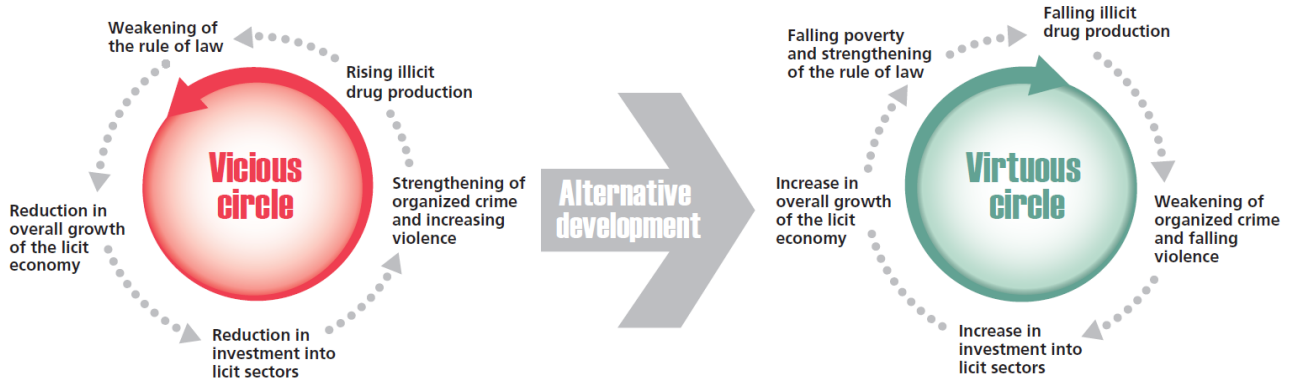 Weakening of
the rule of law
Rising illicit
drug production
Vicious
circle
Strengthening of
organized crime
and increasing
violence
Reduction in
overall growth
of the licit
economy
Reduction in
investment into
licit sectors
Alternative
development
Falling illicit
drug production
Falling poverty
and strengthening
of the rule of law
Virtuous
circle
Increase in
overall growth
of the licit
economy
Weakening of
organized crime
and falling
violence
Increase in
investment into
licit sectors